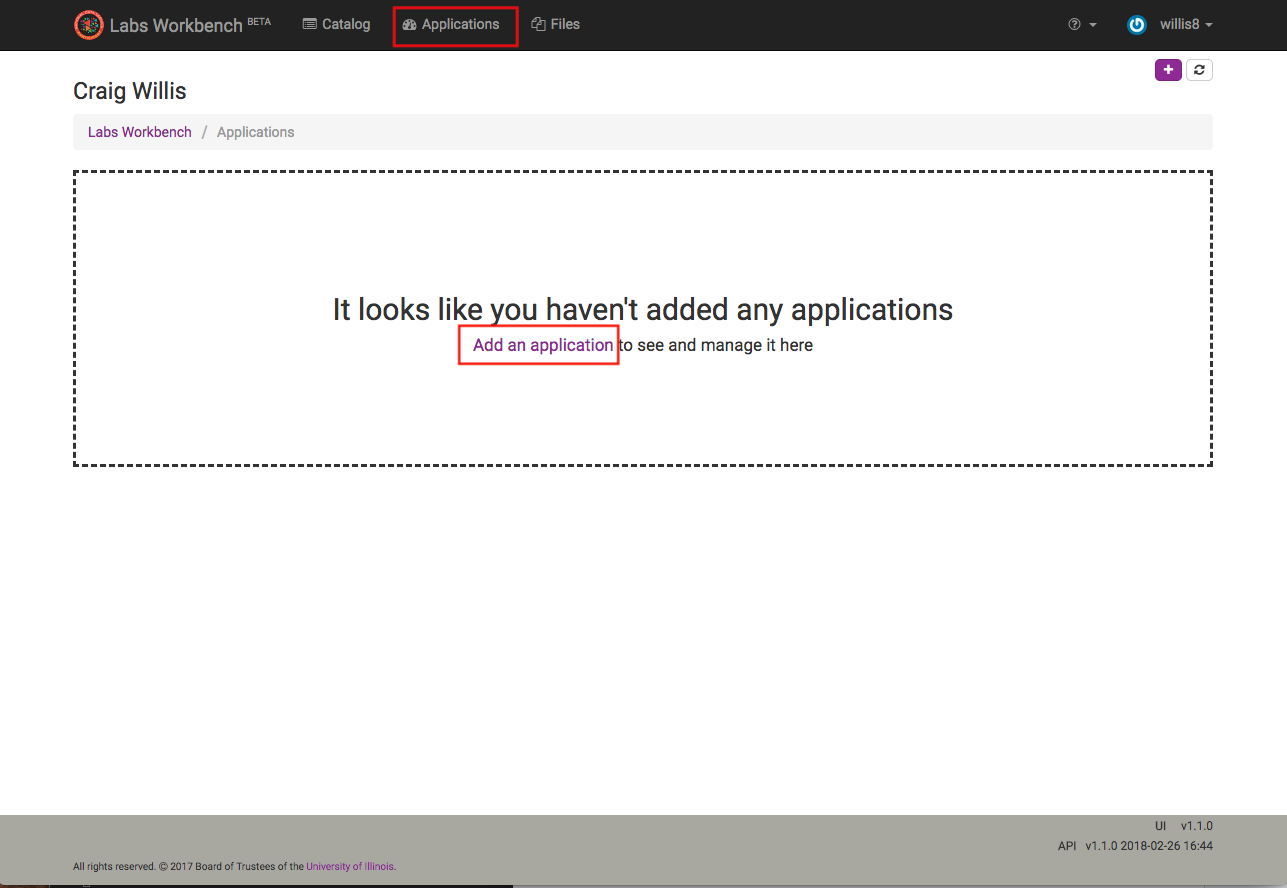 Labs Workbench BETA Catalog Applications Files willis8
Craig Willis
Labs Workbench / Applications
It looks like you haven't added any applications
Add an application to see and manage it here
UI v1.1.0
API v1.1.0 2018-02-26 16:44
All rights reserved. © 2017 Board of Trustees of the University of Illinois.